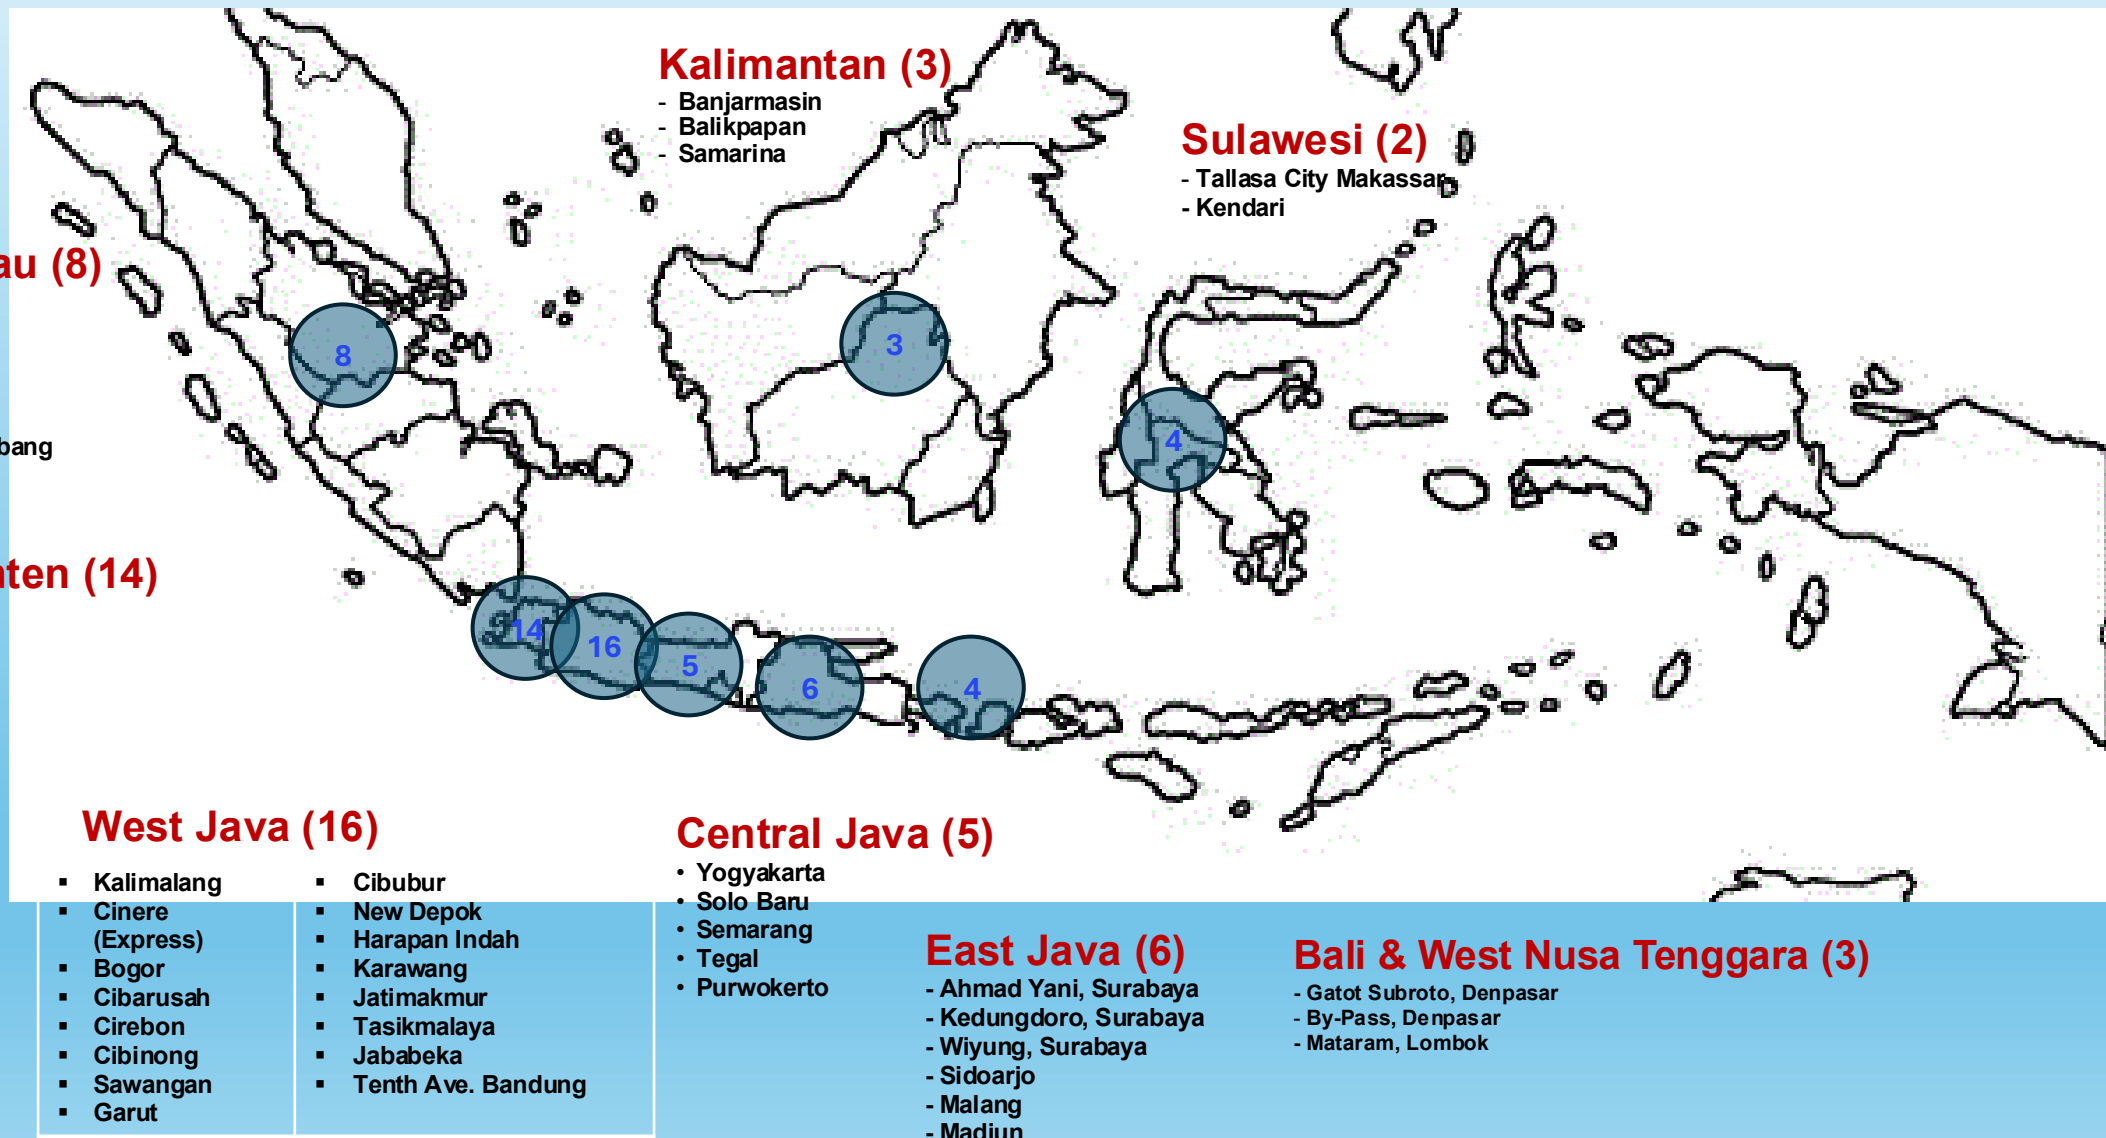 Kalimantan (3)
- Banjarmasin
- Balikpapan
- Samarina
Sulawesi (2)
- Tallasa City Makassar
- Kendari
au (8)
8
3
4
bang
nten (14)
14
16
5
6
4
West Java (16)
▪ Kalimalang
▪ Cinere
(Express)
▪ Bogor
▪ Cibarusah
▪ Cirebon
▪ Cibinong
▪ Sawangan
▪ Garut
▪ Cibubur
▪ New Depok
▪ Harapan Indah
▪ Karawang
▪ Jatimakmur
▪ Tasikmalaya
▪ Jababeka
▪ Tenth Ave. Bandung
Central Java (5)
• Yogyakarta
• Solo Baru
• Semarang
• Tegal
• Purwokerto
East Java (6)
- Ahmad Yani, Surabaya
- Kedungdoro, Surabaya
- Wiyung, Surabaya
- Sidoarjo
- Malang
- Madiun
Bali & West Nusa Tenggara (3)
- Gatot Subroto, Denpasar
- By-Pass, Denpasar
- Mataram, Lombok